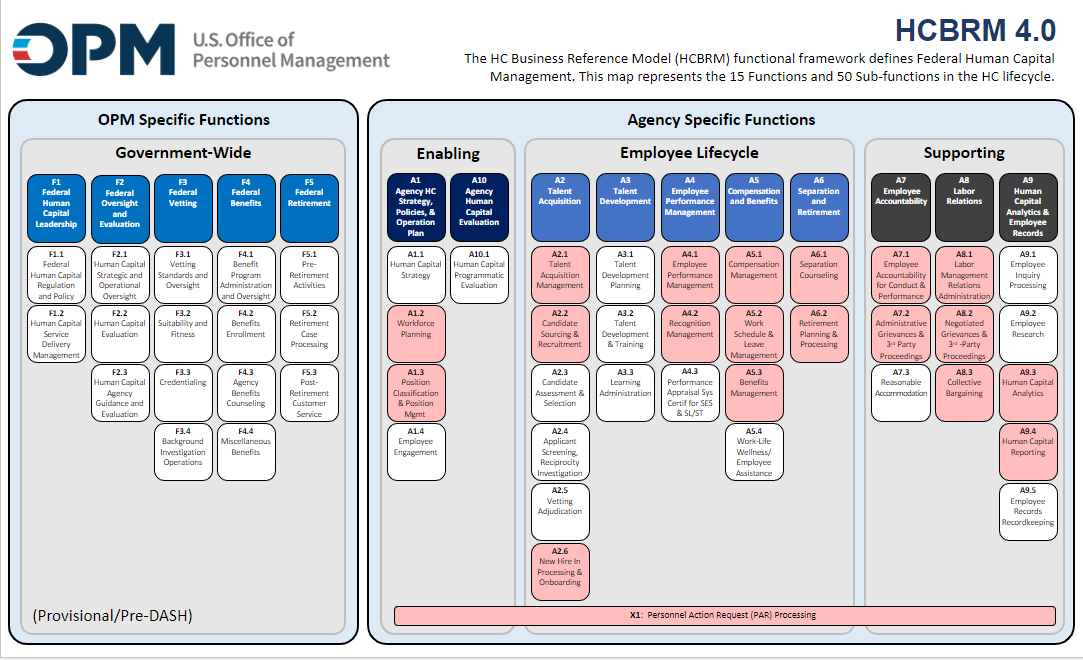 OPM
U.S. Office of
Personnel Management
HCBRM 4.0
The HC Business Reference Model (HCBRM) functional framework defines Federal Human Capital
Management. This map represents the 15 Functions and 50 Sub-functions in the HC lifecycle.
OPM Specific Functions
Government-Wide
F1
Federal
Human
Capital
Leadership
F1.1
Federal
Human Capital
Regulation
and Policy
F1.2
Human Capital
Service
Delivery
Management
F2
Federal
Oversight
and
Evaluation
F2.1
Human Capital
Strategic and
Operational
Oversight
F2.2
Human Capital
Evaluation
F2.3
Human Capital
Agency
Guidance and
Evaluation
F3
Federal
Vetting
F3.1
Vetting
Standards and
Oversight
F3.2
Suitability and
Fitness
F3.3
Credentialing
F3.4
Background
Investigation
Operations
F4
Federal
Benefits
F4.1
Benefit
Program
Administration
and Oversight
F4.2
Benefits
Enrollment
F4.3
Agency
Benefits
Counseling
F4.4
Miscellaneous
Benefits
F5
Federal
Retirement
F5.1
Pre-
Retirement
Activities
F5.2
Retirement
Case
Processing
F5.3
Post-
Retirement
Customer
Service
(Provisional/Pre-DASH)
Agency Specific Functions
Enabling
A1
Agency HC
Strategy,
Policies, &
Operation
Plan
A1.1
Human Capital
Strategy
A1.2
Workforce
Planning
A1.3
Position
Classification
& Position
Mgmt
A1.4
Employee
Engagement
A10
Agency
Human
Capital
Evaluation
A10.1
Human Capital
Programmatic
Evaluation
Employee Lifecycle
A2
Talent
Acquisition
A2.1
Talent
Acquisition
Management
A2.2
Candidate
Sourcing &
Recruitment
A2.3
Candidate
Assessment &
Selection
A2.4
Applicant
Screening,
Reciprocity
Investigation
A2.5
Vetting
Adjudication
A2.6
New Hire In
Processing &
Onboarding
A3
Talent
Development
A3.1
Talent
Development
Planning
A3.2
Talent
Development
& Training
A3.3
Learning
Administration
A4
Employee
Performance
Management
A4.1
Employee
Performance
Management
A4.2
Recognition
Management
A4.3
Performance
Appraisal Sys
Certif for SES
& SL/ST
A5
Compensation
and Benefits
A5.1
Compensation
Management
A5.2
Work
Schedule &
Leave
Management
A5.3
Benefits
Management
A5.4
Work-Life
Wellness/
Employee
Assistance
A6
Separation
and
Retirement
A6.1
Separation
Counseling
A6.2
Retirement
Planning &
Processing
Supporting
A7
Employee
Accountability
A7.1
Employee
Accountability
for Conduct &
Performance
A7.2
Administrative
Grievances &
3rd Party
Proceedings
A7.3
Reasonable
Accommodation
A8
Labor
Relations
A8.1
Labor
Management
Relations
Administration
A8.2
Negotiated
Grievances &
3rd -Party
Proceedings
A8.3
Collective
Bargaining
A9
Human
Capital
Analytics &
Employee
Records
A9.1
Employee
Inquiry
Processing
A9.2
Employee
Research
A9.3
Human Capital
Analytics
A9.4
Human Capital
Reporting
A9.5
Employee
Records
Recordkeeping
X1: Personnel Action Request (PAR) Processing